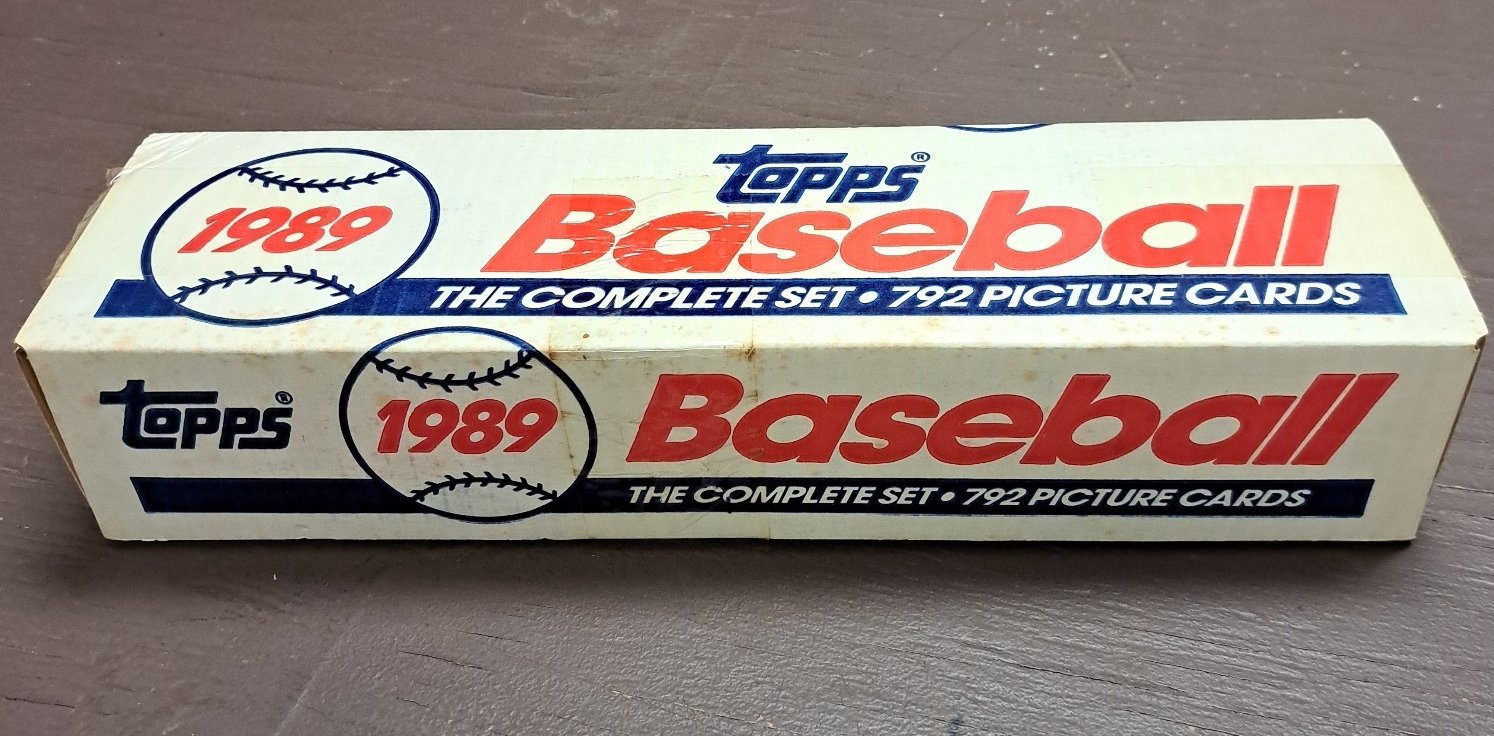 topps®
1989
Baseball
THE COMPLETE SET • 792 PICTURE CARDS
topps®
1989
Baseball
THE COMPLETE SET • 792 PICTURE CARDS